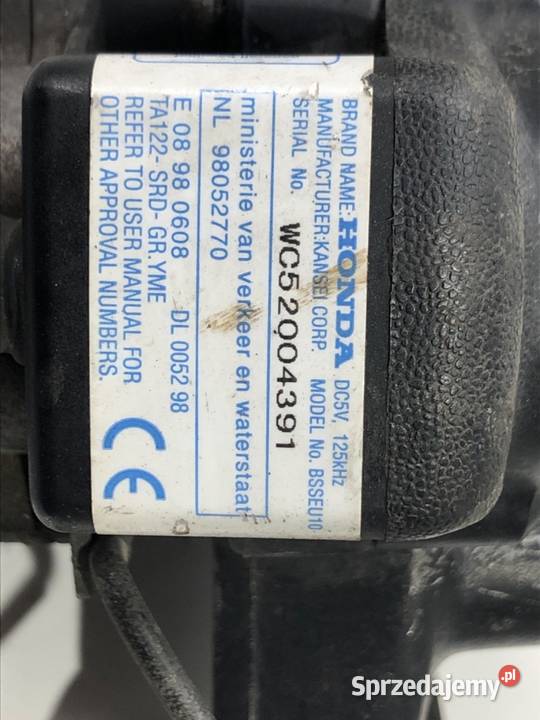 BRAND NAME: HONDA DC5V, 125kHz
MANUFACTURER:KANSEI CORP. MODEL No. BSSEU10
SERIAL No. WC52004391
ministerie van verkeer en waterstaat
NL 98052770
E 08 98 0608 DL 0052 98
TA122- SRD- GR.YME
REFER TO USER MANUAL FOR
OTHER APPROVAL NUMBERS.
CE
Sprzedajemy.pl